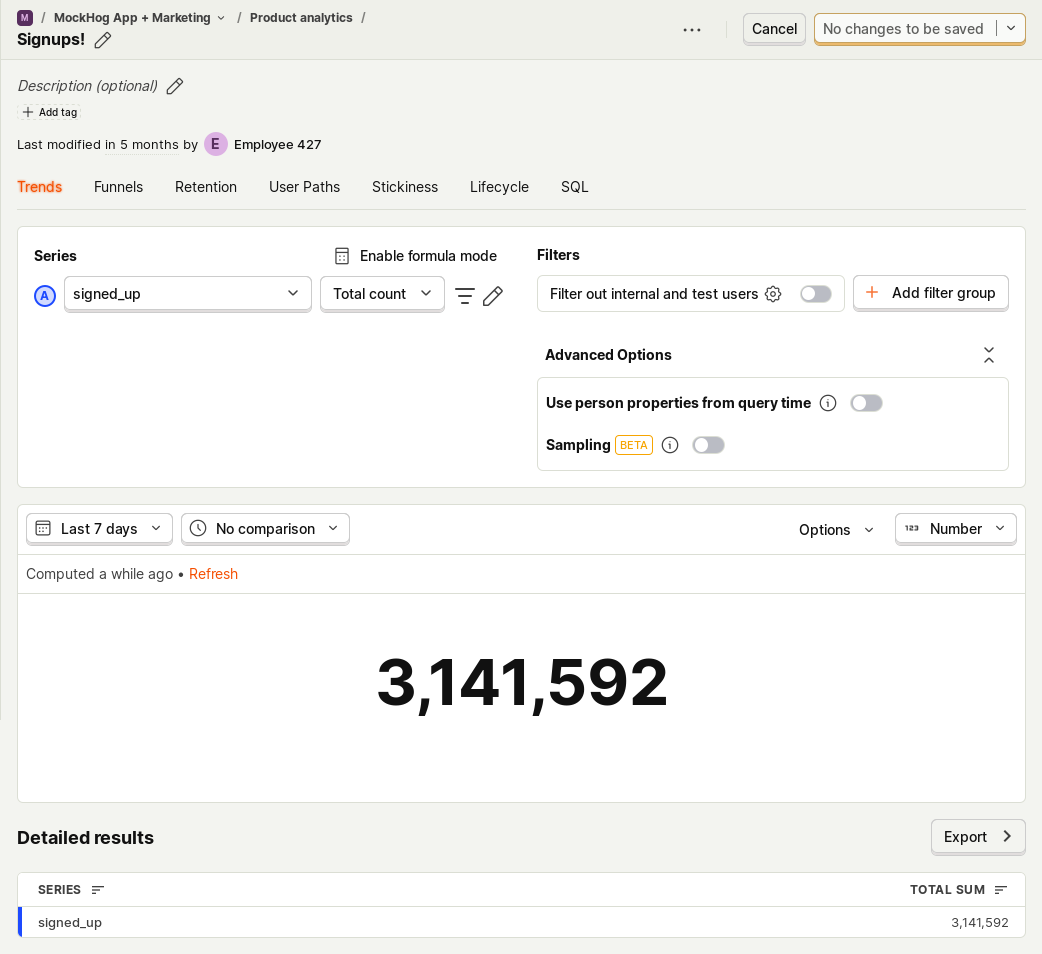 M / MockHog App + Marketing / Product analytics /
Signups!
Cancel
No changes to be saved
Description (optional)
Add tag
Last modified in 5 months by E Employee 427
Trends Funnels Retention User Paths Stickiness Lifecycle SQL
Series
Enable formula mode
A signed_up
Total count
Filters
Filter out internal and test users
+ Add filter group
Advanced Options
Use person properties from query time
Sampling BETA
Last 7 days
No comparison
Options
123 Number
Computed a while ago • Refresh
3,141,592
Detailed results
Export
SERIES TOTAL SUM
signed_up 3,141,592